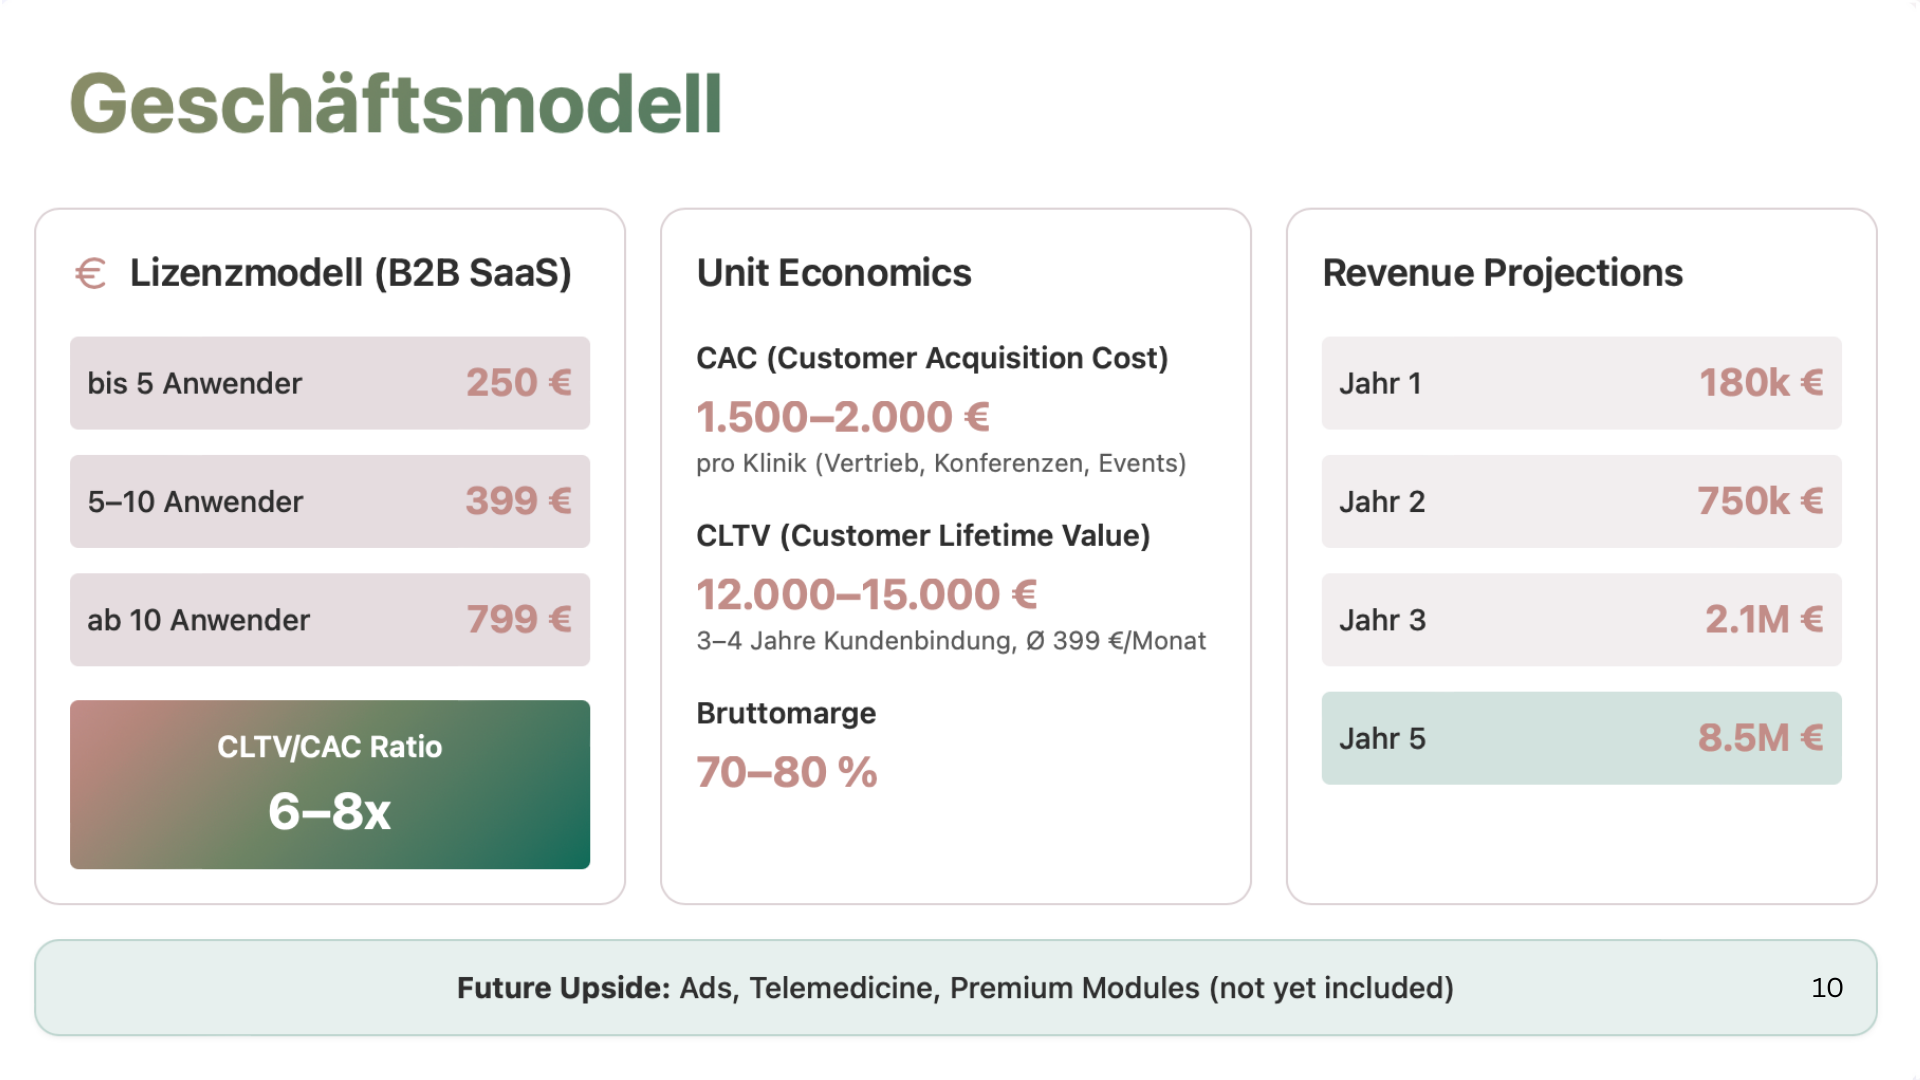 Geschäftsmodell
€ Lizenzmodell (B2B SaaS)
bis 5 Anwender 250 €
5–10 Anwender 399 €
ab 10 Anwender 799 €
CLTV/CAC Ratio
6–8x
Unit Economics
CAC (Customer Acquisition Cost)
1.500–2.000 €
pro Klinik (Vertrieb, Konferenzen, Events)
CLTV (Customer Lifetime Value)
12.000–15.000 €
3–4 Jahre Kundenbindung, Ø 399 €/Monat
Bruttomarge
70–80 %
Revenue Projections
Jahr 1 180k €
Jahr 2 750k €
Jahr 3 2.1M €
Jahr 5 8.5M €
Future Upside: Ads, Telemedicine, Premium Modules (not yet included)
10